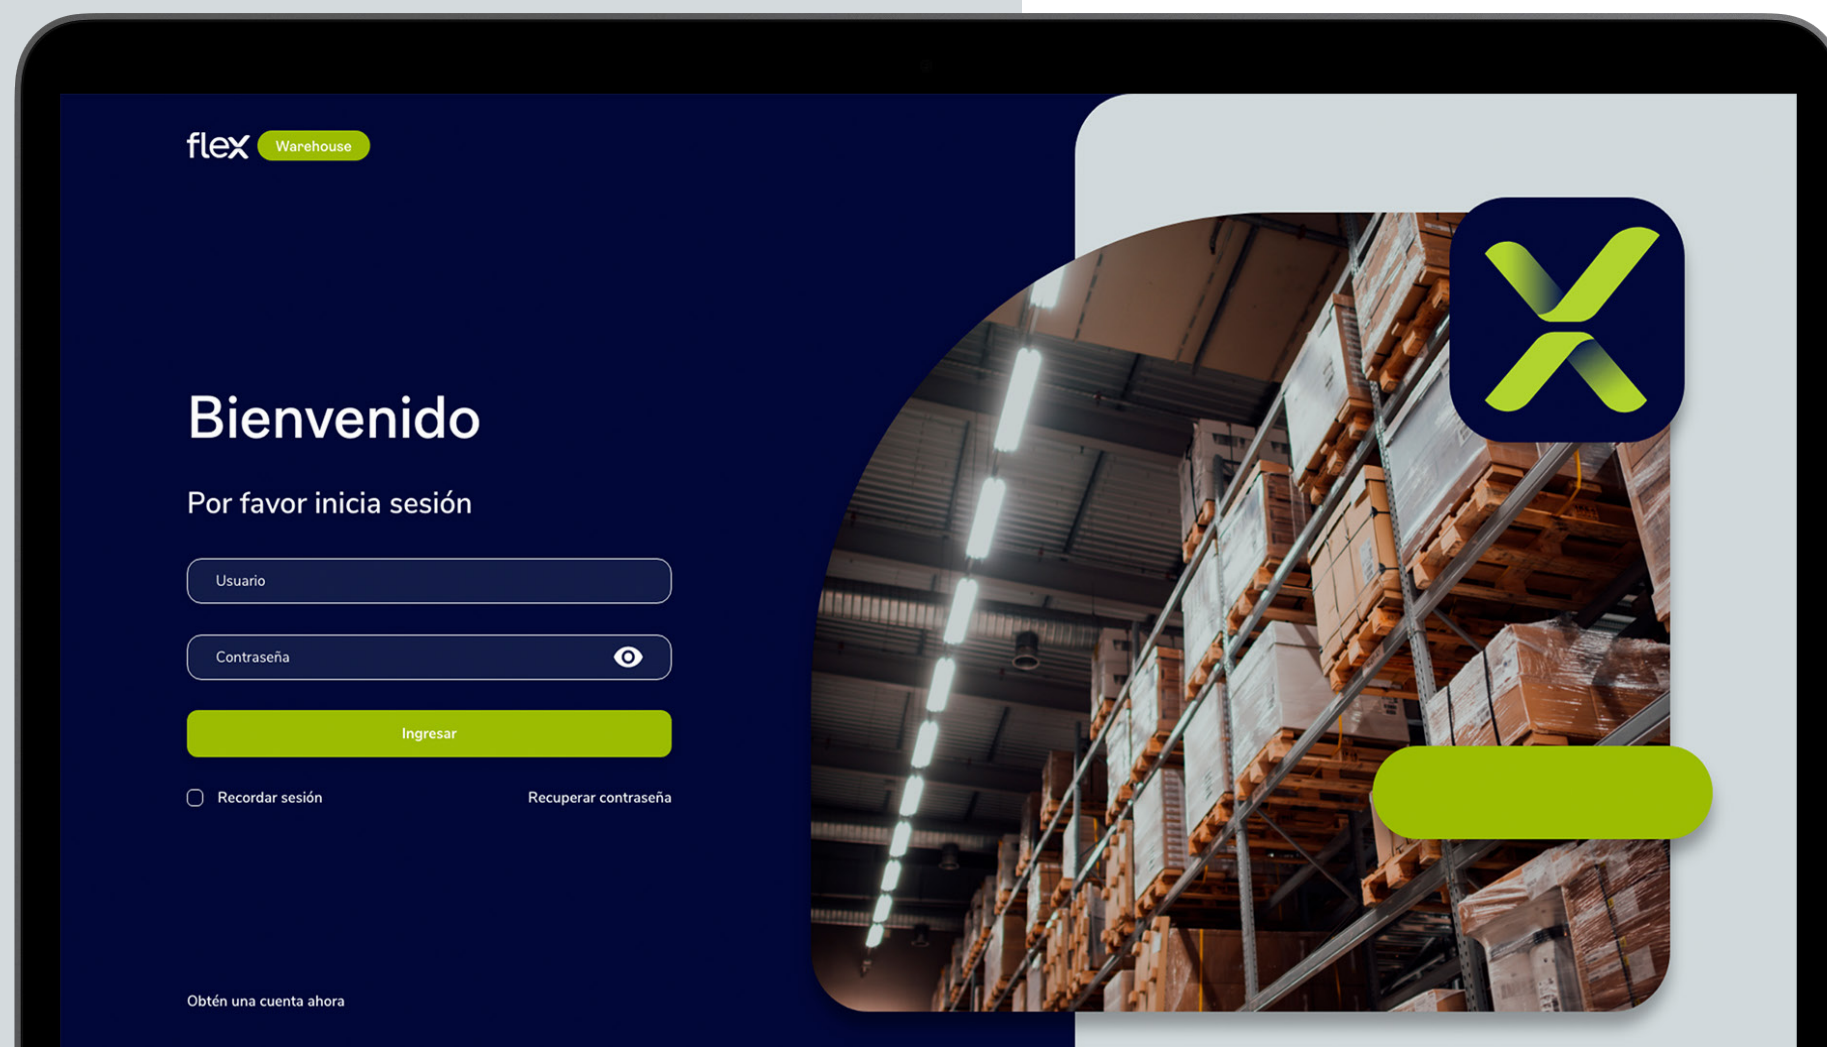 flex Warehouse
Bienvenido
Por favor inicia sesión
Usuario
Contraseña
Ingresar
Recordar sesión
Recuperar contraseña
Obtén una cuenta ahora